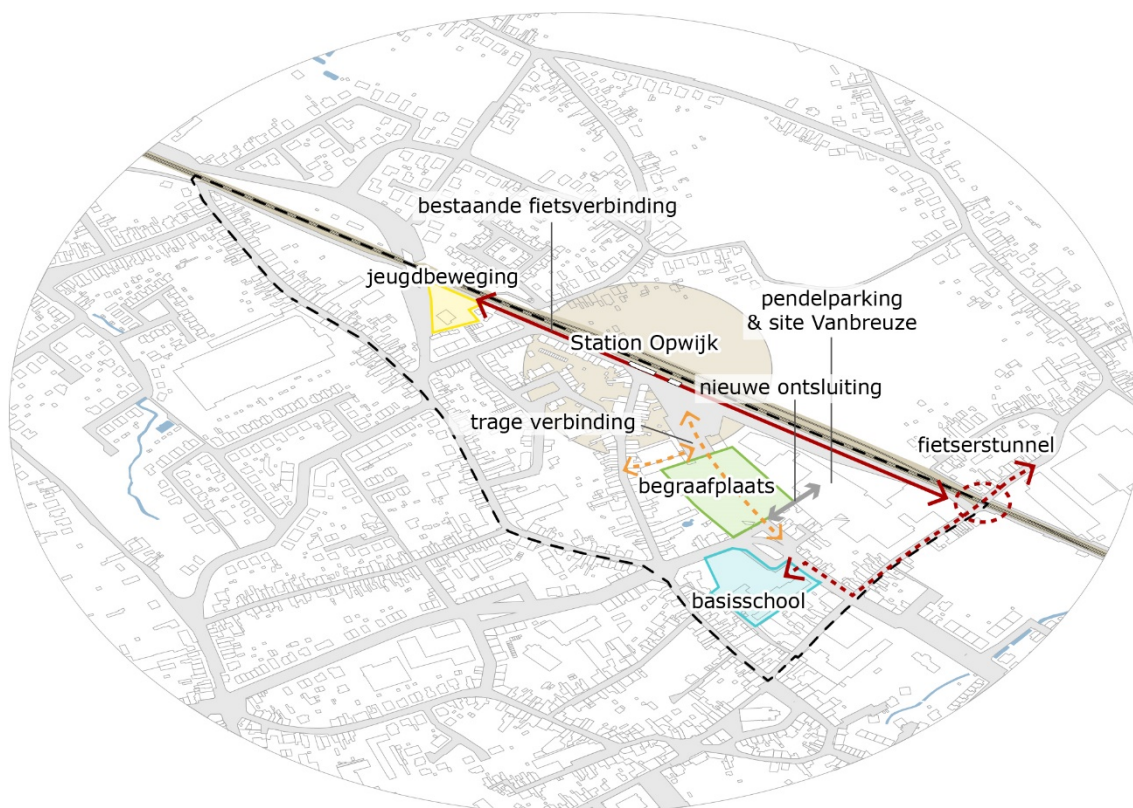 bestaande fietsverbinding
jeugdbeweging
pendelparking
& site Vanbreuze
Station Opwijk
nieuwe ontsluiting
trage verbinding
fietserstunnel
begraafplaats
basisschool